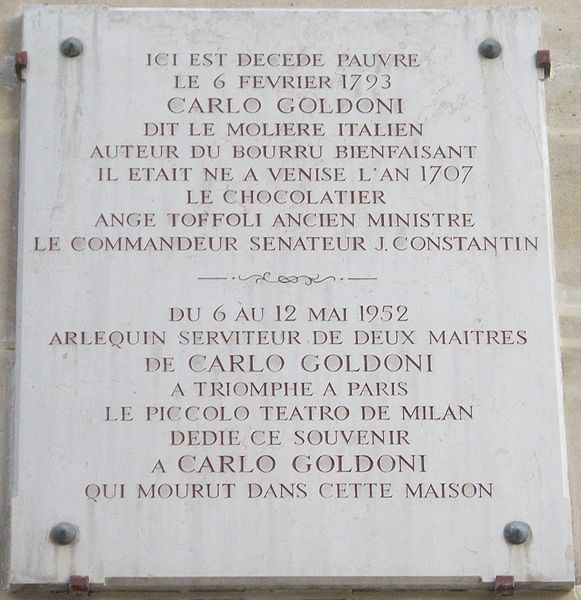 ICI EST DECEDE PAUVRE
LE 6 FEVRIER 1793
CARLO GOLDONI
DIT LE MOLIERE ITALIEN
AUTEUR DU BOURRU BIENFAISANT
IL ETAIT NE A VENISE L'AN 1707
LE CHOCOLATIER
ANGE TOFFOLI ANCIEN MINISTRE
LE COMMANDEUR SENATEUR J. CONSTANTIN
DU 6 AU 12 MAI 1952
ARLEQUIN SERVITEUR DE DEUX MAITRES
DE CARLO GOLDONI
A TRIOMPHE A PARIS
LE PICCOLO TEATRO DE MILAN
DEDIE CE SOUVENIR
A CARLO GOLDONI
QUI MOURUT DANS CETTE MAISON